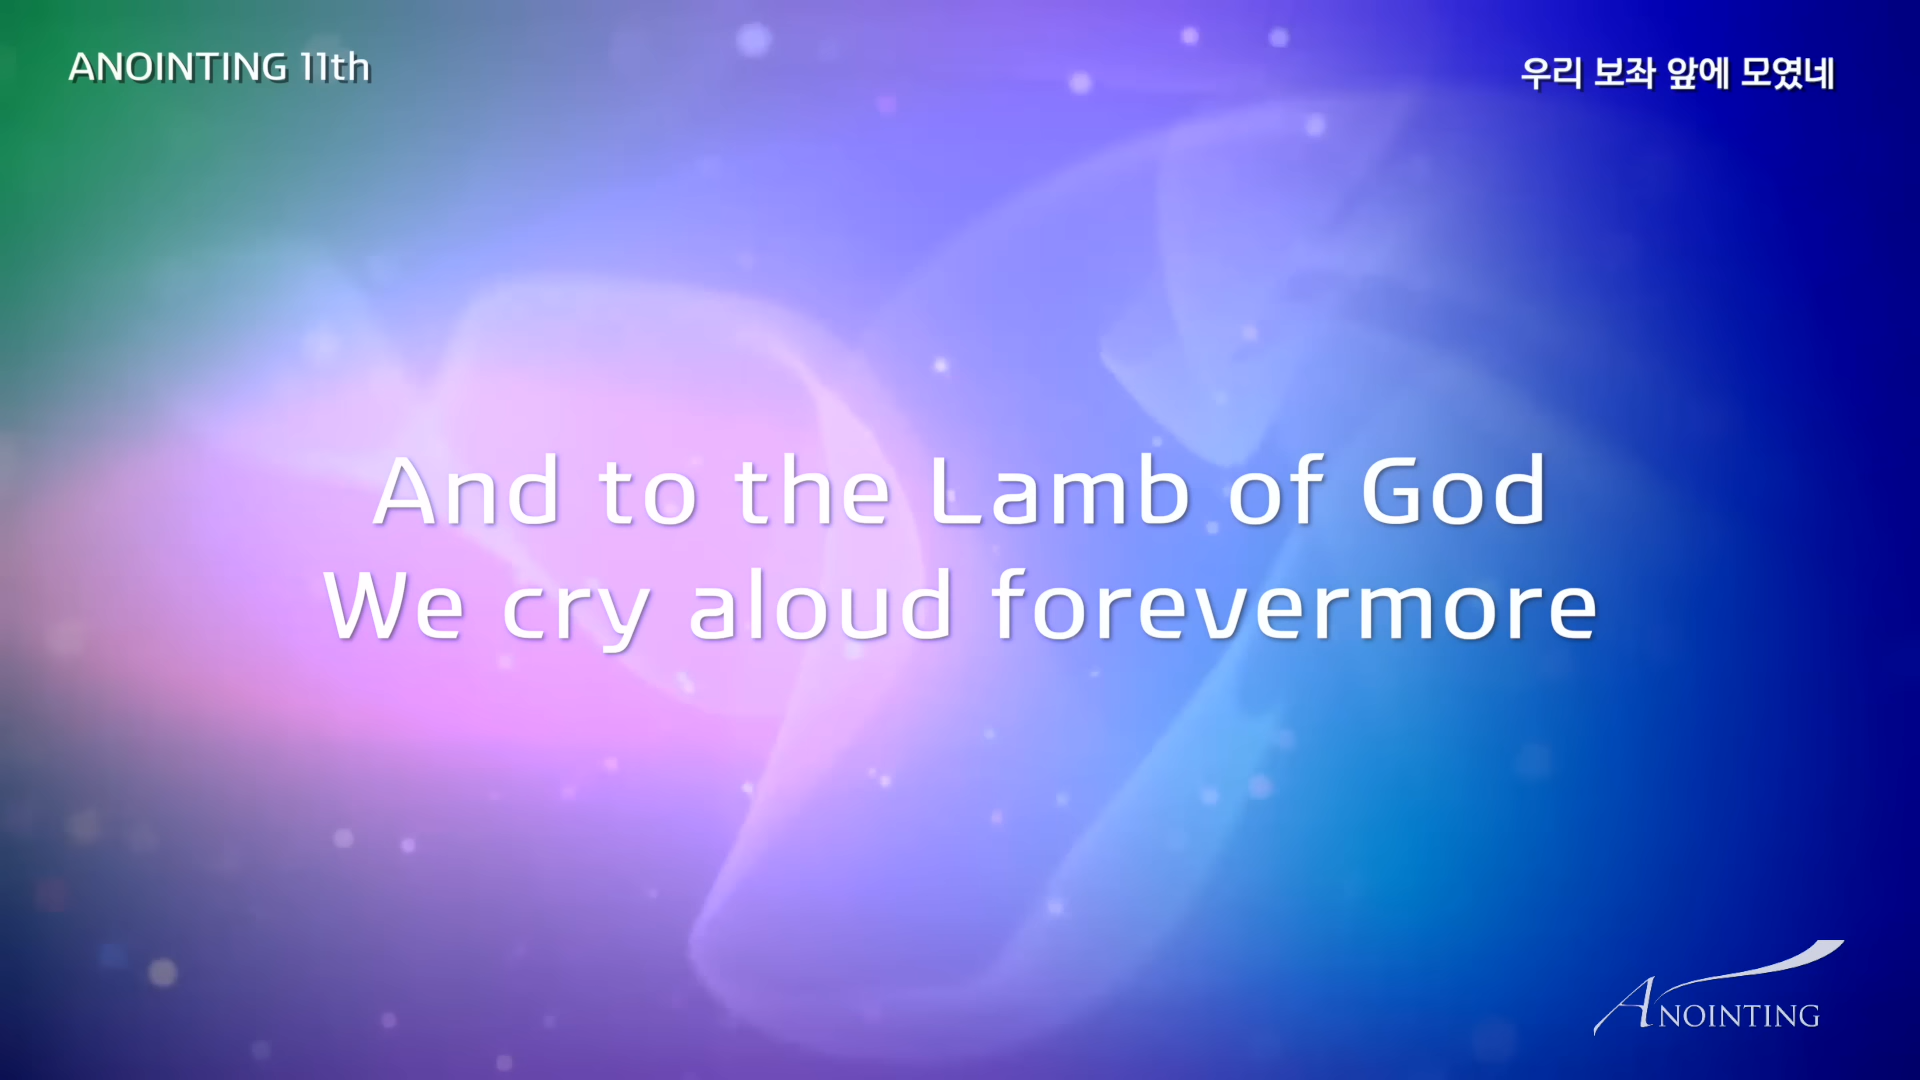 ANOINTING 11th
우리 보좌 앞에 모였네
And to the Lamb of God
We cry aloud forevermore
ANOINTING